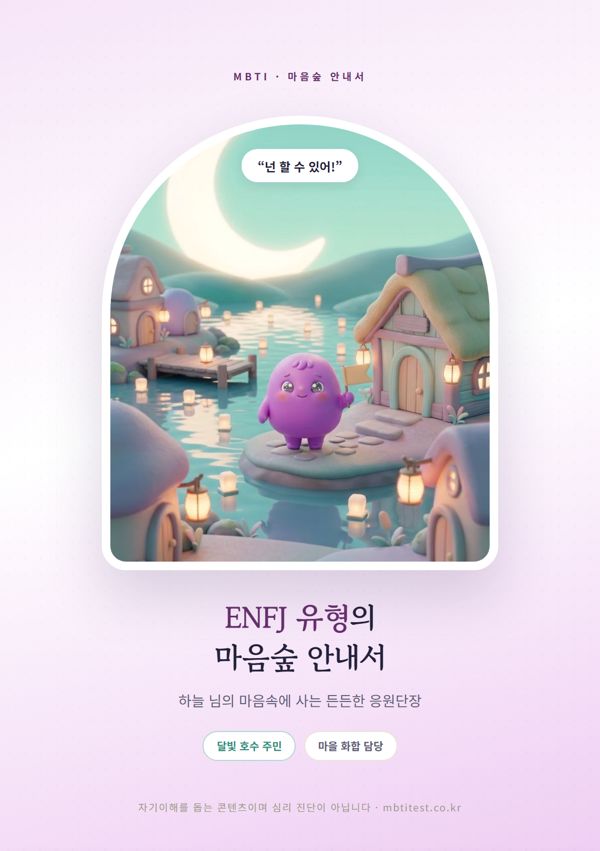 MBTI · 마음숲 안내서
“넌 할 수 있어!”
ENFJ 유형의
마음숲 안내서
하늘 님의 마음속에 사는 든든한 응원단장
달빛 호수 주민
마을 화합 담당
자기이해를 돕는 콘텐츠이며 심리 진단이 아닙니다 · mbtitest.co.kr